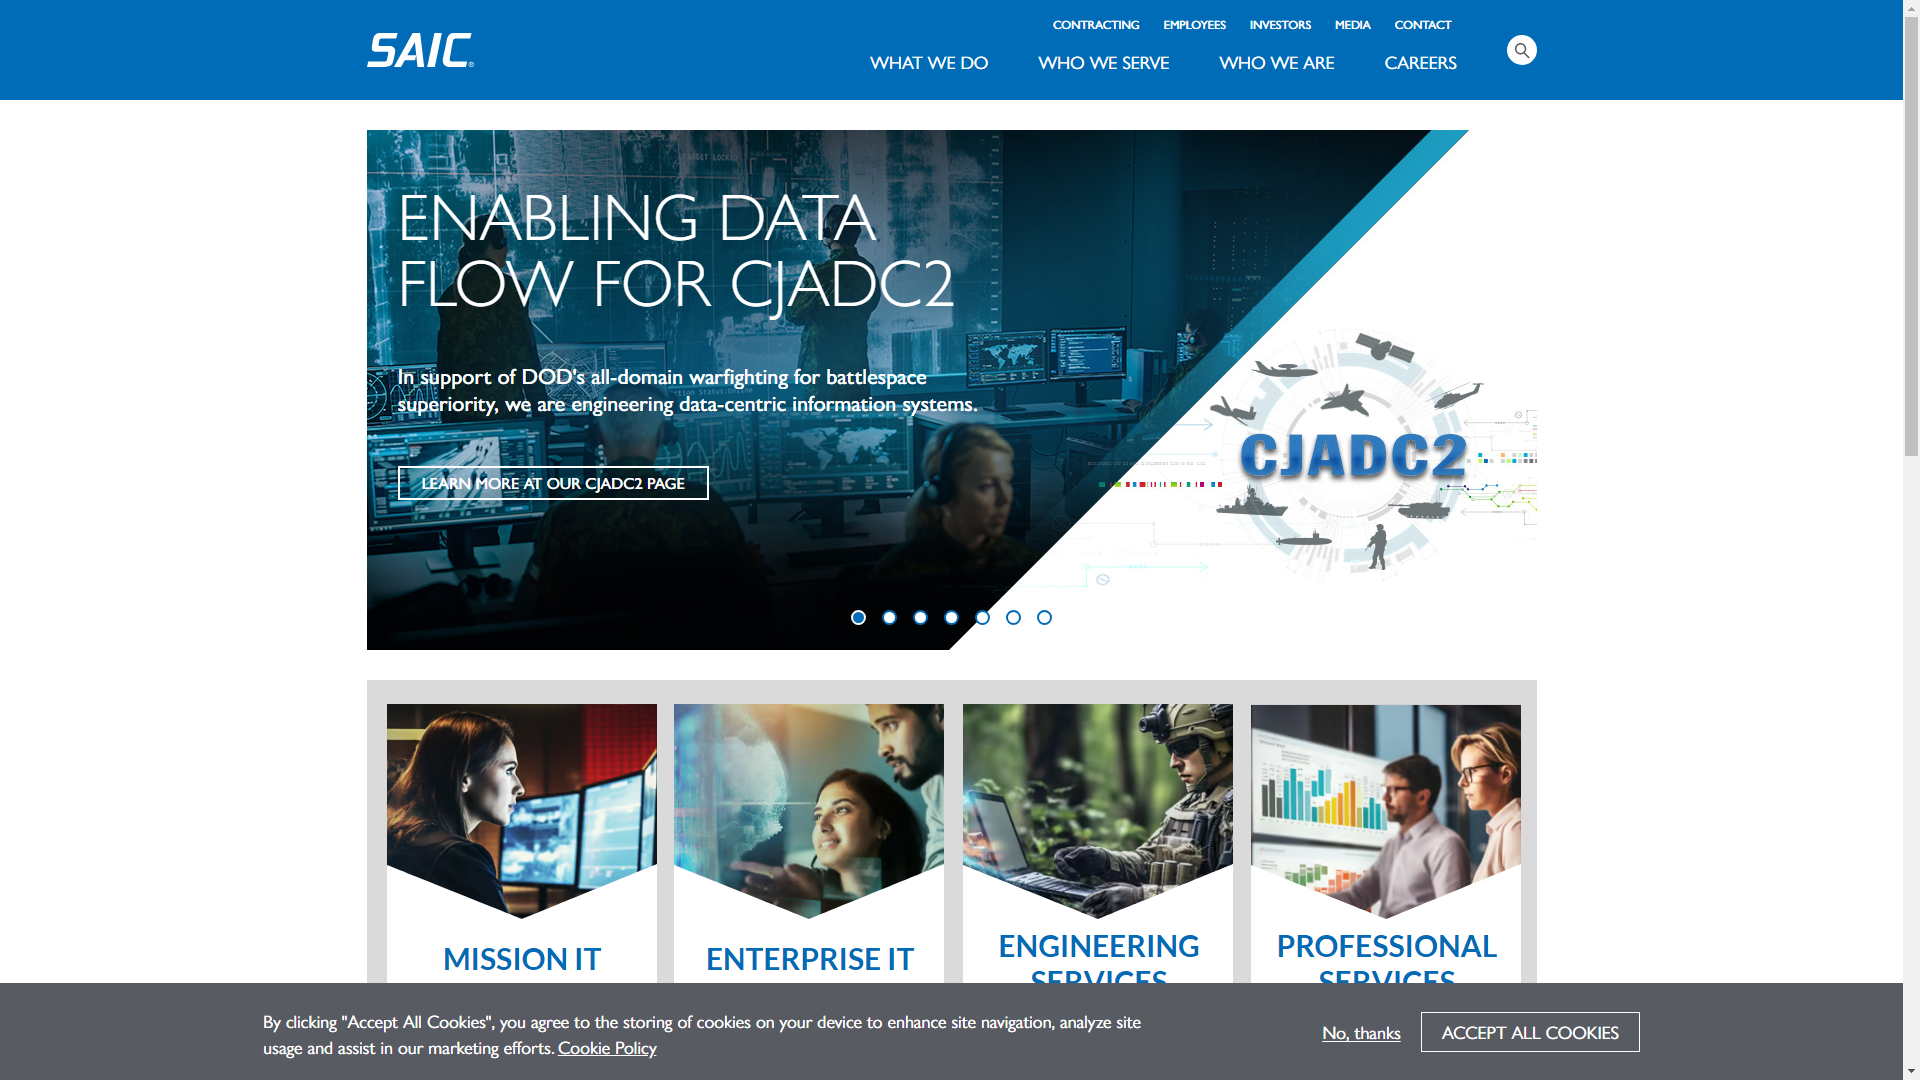 CONTRACTING EMPLOYEES INVESTORS MEDIA CONTACT
SAIC®
WHAT WE DO WHO WE SERVE WHO WE ARE CAREERS
ENABLING DATA
FLOW FOR CJADC2
In support of DOD's all-domain warfighting for battlespace
superiority, we are engineering data-centric information systems.
CJADC2
LEARN MORE AT OUR CJADC2 PAGE
MISSION IT
ENTERPRISE IT
ENGINEERING
SERVICES
PROFESSIONAL
SERVICES
By clicking "Accept All Cookies", you agree to the storing of cookies on your device to enhance site navigation, analyze site
usage and assist in our marketing efforts. Cookie Policy
No, thanks
ACCEPT ALL COOKIES